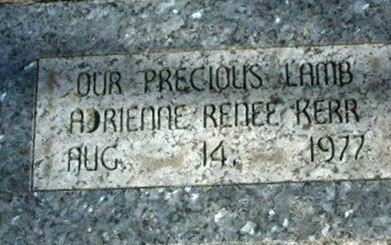 OUR PRECIOUS LAMB
ADRIENNE RENEE KERR
AUG. 14, 1977